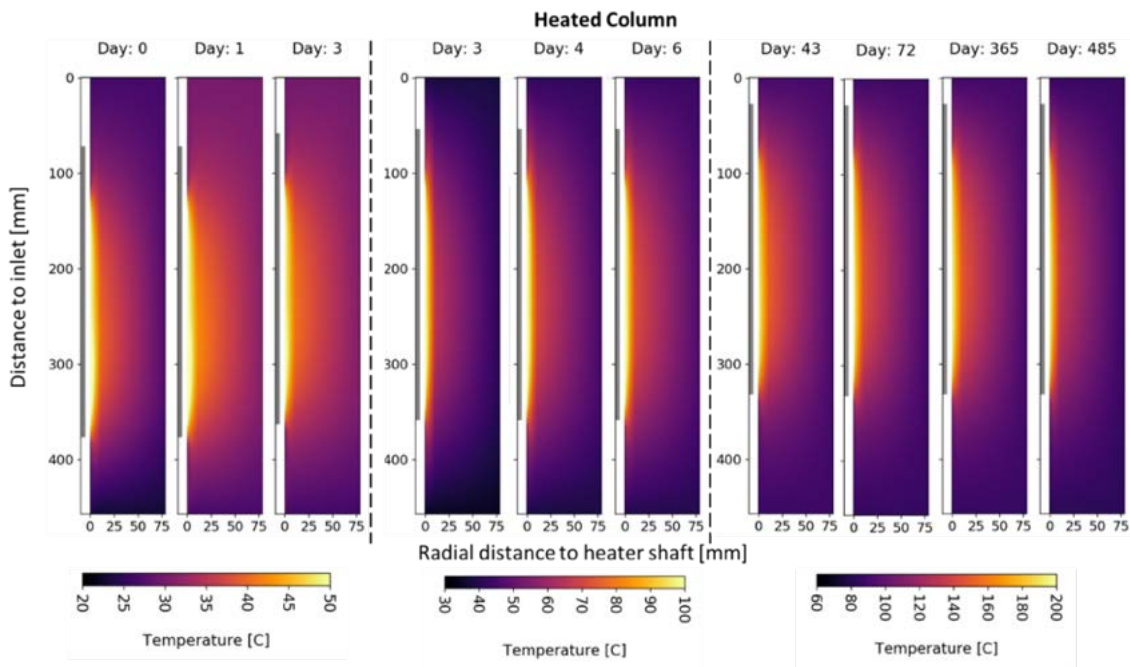 Heated Column
Day: 0 Day: 1 Day: 3 Day: 3 Day: 4 Day: 6 Day: 43 Day: 72 Day: 365 Day: 485
0 0 0
100 100 100
200 200 200
300 300 300
400 400 400
Distance to inlet [mm]
0 25 50 75 0 25 50 75 0 25 50 75 0 25 50 75 0 25 50 75 0 25 50 75 0 25 50 75 0 25 50 75 0 25 50 75 0 25 50 75
Radial distance to heater shaft [mm]
20 25 30 35 40 45 50
Temperature [C]
30 40 50 60 70 80 90 100
Temperature [C]
60 80 100 120 140 160 180 200
Temperature [C]